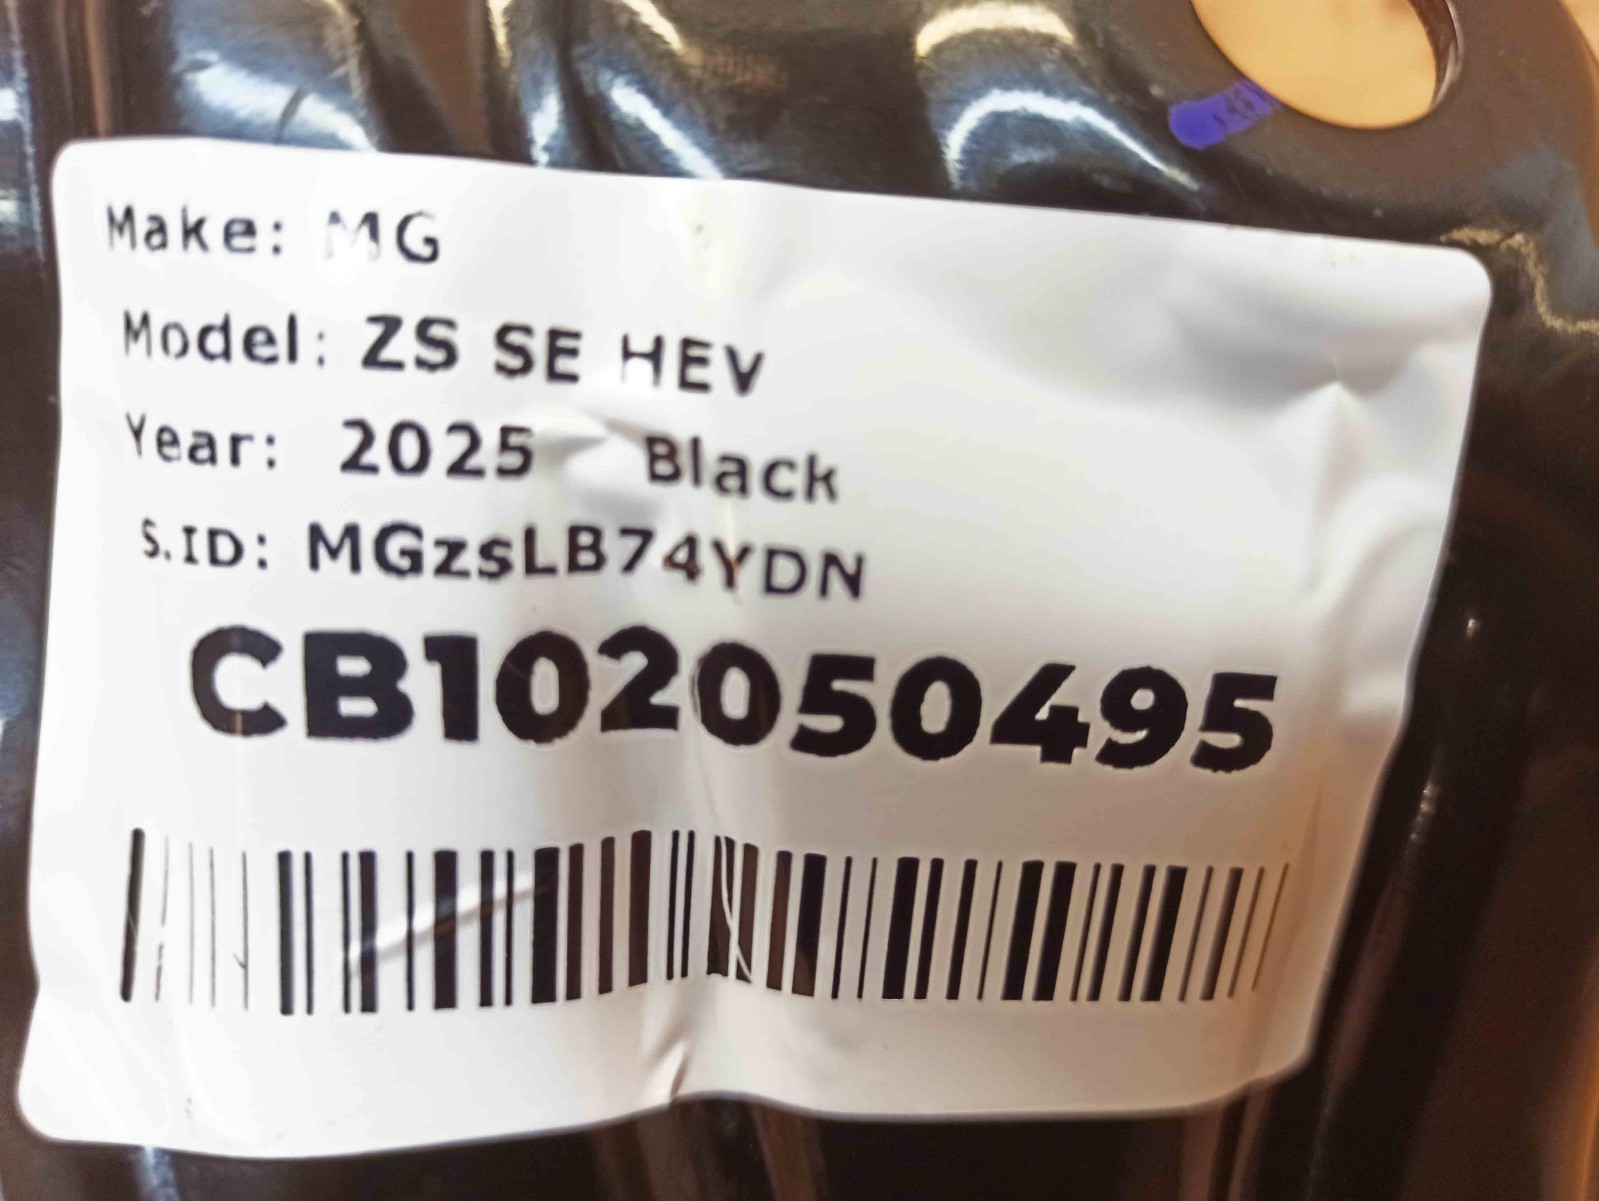 Make: MG
Model: ZS SE HEV
Year: 2025 Black
S.ID: MGzsLB74YDN
CB102050495